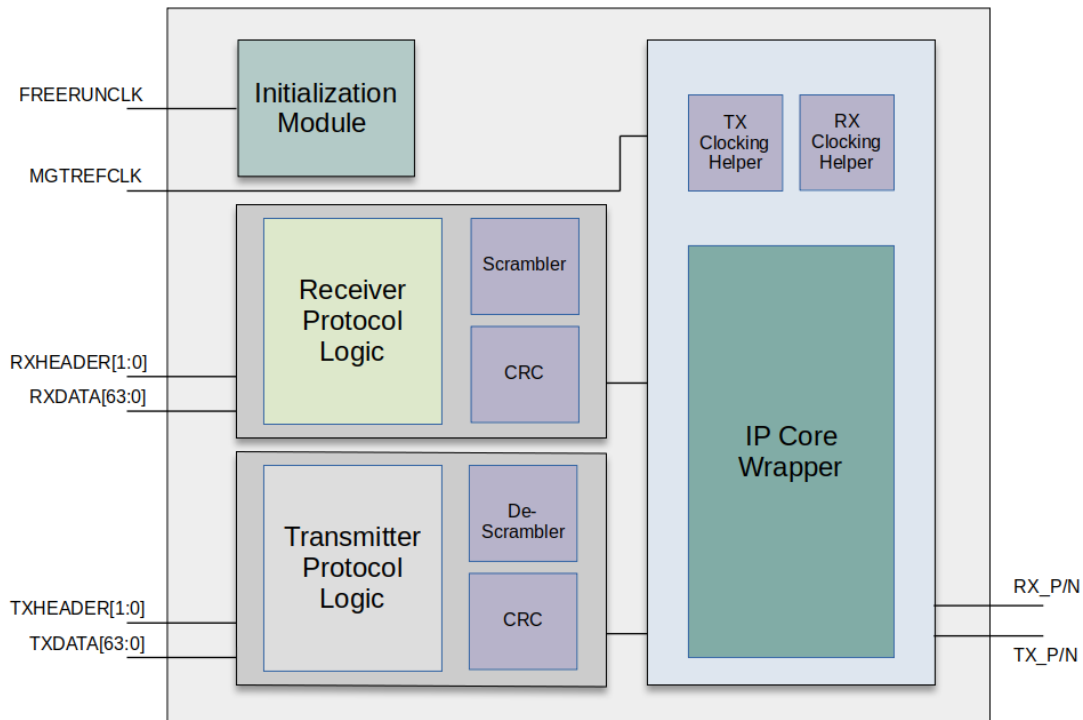 FREERUNCLK
MGTREFCLK
Initialization
Module
TX
Clocking
Helper
RX
Clocking
Helper
Receiver
Protocol
Logic
Scrambler
CRC
RXHEADER[1:0]
RXDATA[63:0]
IP Core
Wrapper
Transmitter
Protocol
Logic
De-
Scrambler
CRC
TXHEADER[1:0]
TXDATA[63:0]
RX_P/N
TX_P/N